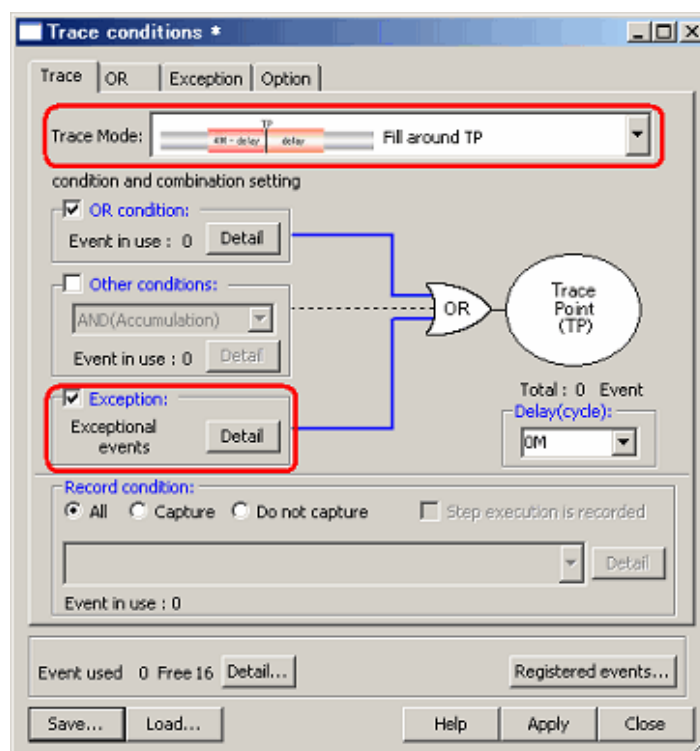 Trace conditions *
Trace OR Exception Option
TP
Trace Mode: 4M - delay delay Fill around TP
condition and combination setting
OR condition:
Event in use : 0 Detail
Other conditions:
AND(Accumulation)
Event in use : 0 Detail
OR
Trace
Point
(TP)
Exception:
Exceptional
events
Detail
Total : 0 Event
Delay(cycle):
0M
Record condition:
All Capture Do not capture Step execution is recorded
Detail
Event in use : 0
Event used 0 Free 16 Detail... Registered events...
Save... Load... Help Apply Close